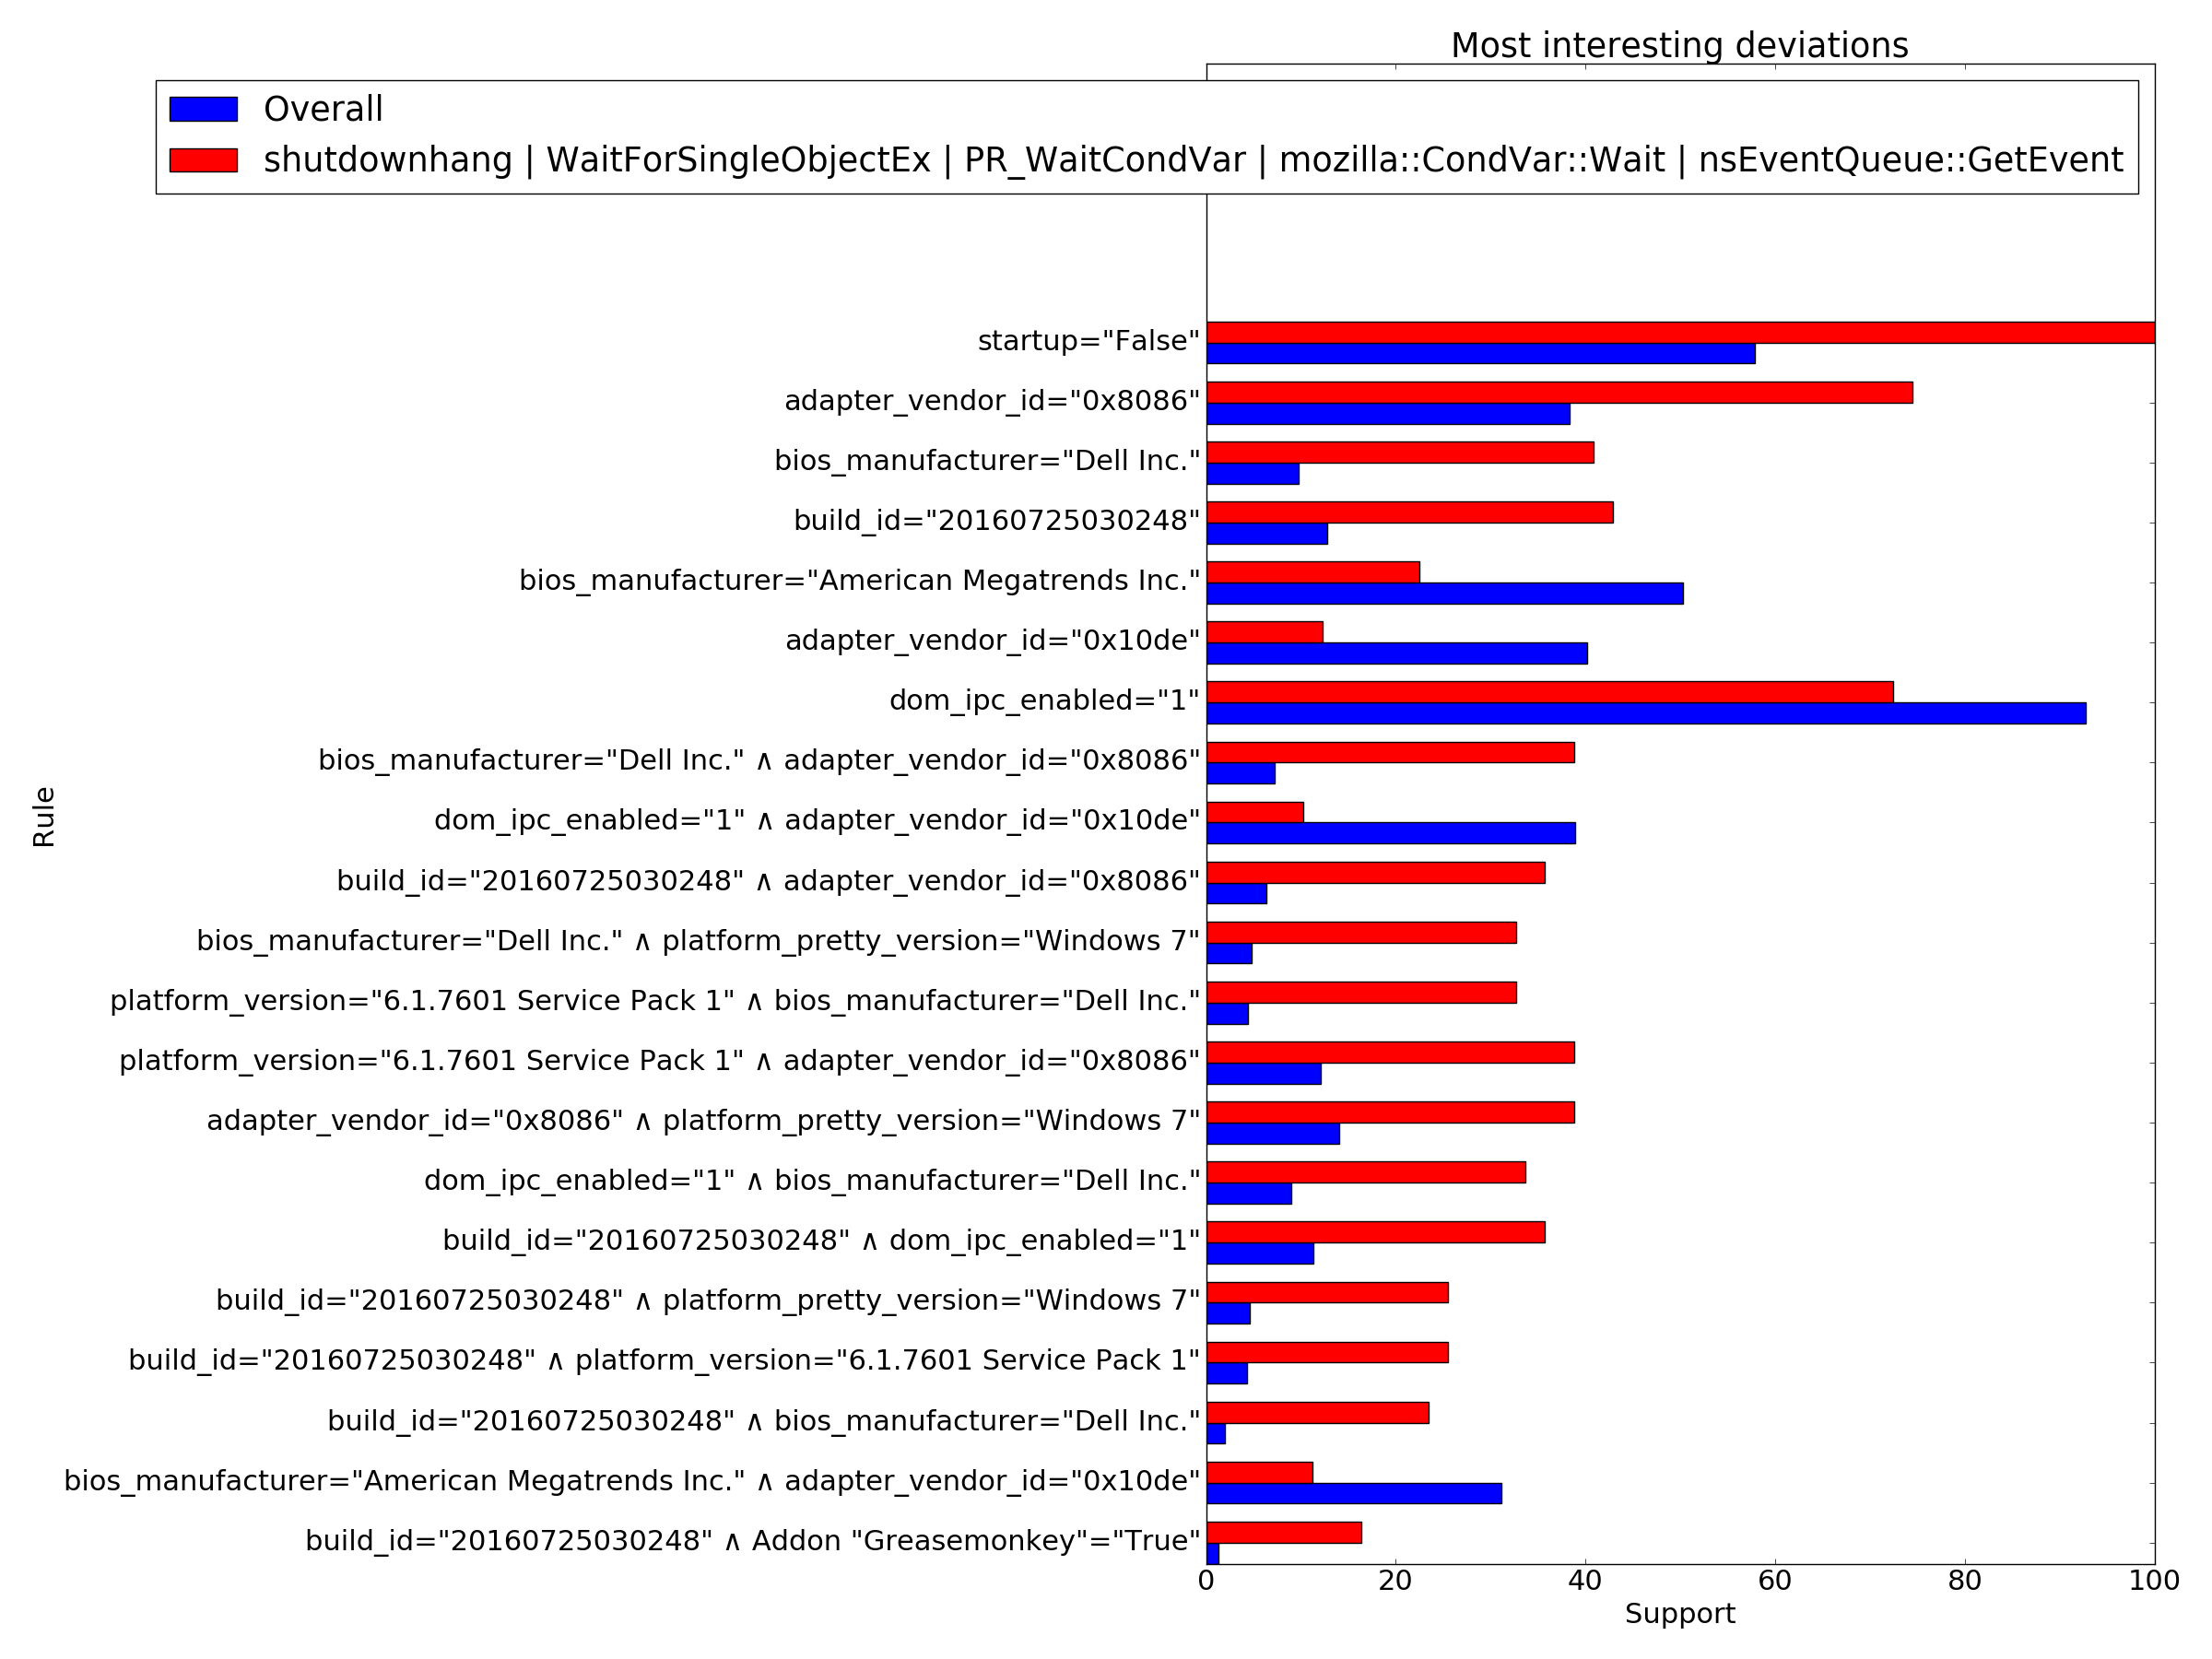 Most interesting deviations
Overall
shutdownhang | WaitForSingleObjectEx | PR_WaitCondVar | mozilla::CondVar::Wait | nsEventQueue::GetEvent
startup="False"
adapter_vendor_id="0x8086"
bios_manufacturer="Dell Inc."
build_id="20160725030248"
bios_manufacturer="American Megatrends Inc."
adapter_vendor_id="0x10de"
dom_ipc_enabled="1"
bios_manufacturer="Dell Inc." ∧ adapter_vendor_id="0x8086"
dom_ipc_enabled="1" ∧ adapter_vendor_id="0x10de"
build_id="20160725030248" ∧ adapter_vendor_id="0x8086"
bios_manufacturer="Dell Inc." ∧ platform_pretty_version="Windows 7"
platform_version="6.1.7601 Service Pack 1" ∧ bios_manufacturer="Dell Inc."
platform_version="6.1.7601 Service Pack 1" ∧ adapter_vendor_id="0x8086"
adapter_vendor_id="0x8086" ∧ platform_pretty_version="Windows 7"
dom_ipc_enabled="1" ∧ bios_manufacturer="Dell Inc."
build_id="20160725030248" ∧ dom_ipc_enabled="1"
build_id="20160725030248" ∧ platform_pretty_version="Windows 7"
build_id="20160725030248" ∧ platform_version="6.1.7601 Service Pack 1"
build_id="20160725030248" ∧ bios_manufacturer="Dell Inc."
bios_manufacturer="American Megatrends Inc." ∧ adapter_vendor_id="0x10de"
build_id="20160725030248" ∧ Addon "Greasemonkey"="True"
Rule
0 20 40 60 80 100
Support